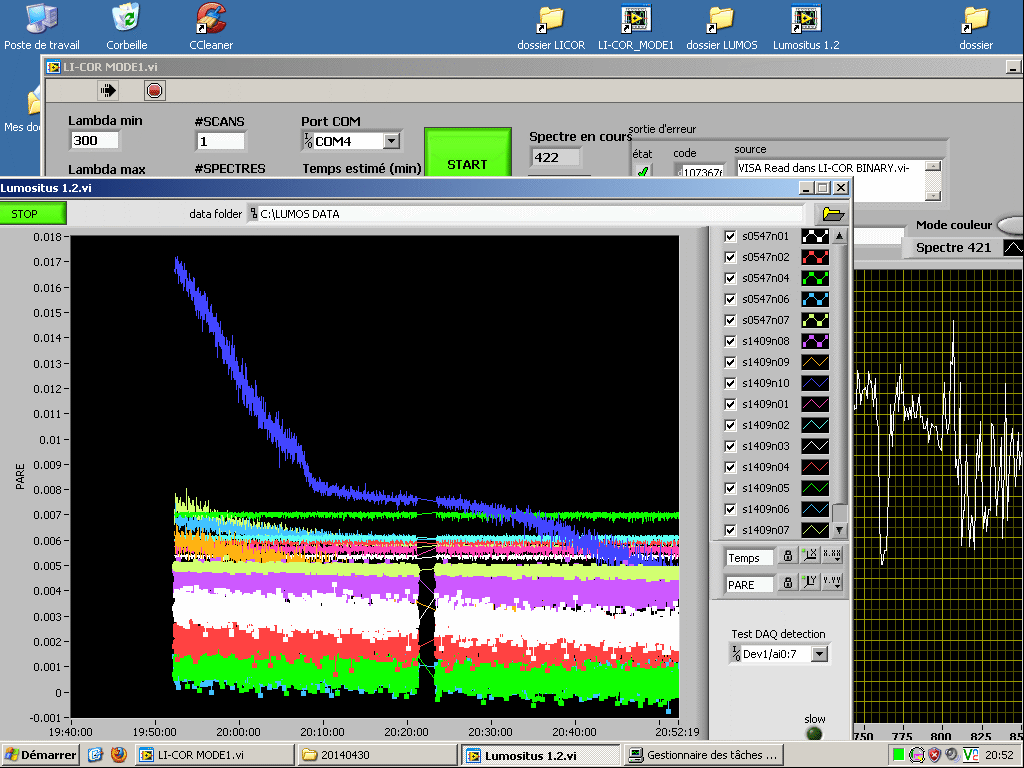 Poste de travail
Corbeille
CCleaner
dossier LICOR
LI-COR_MODE1
dossier LUMOS
Lumositus 1.2
dossier
LI-COR MODE1.vi
Lambda min
#SCANS
Port COM
300
1
COM4
START
Spectre en cours
422
sortie d'erreur
état
code
source
VISA Read dans LI-COR BINARY.vi-
Lambda max
#SPECTRES
Temps estimé (min)
Lumositus 1.2.vi
STOP
data folder
C:\LUMOS DATA
Mode couleur
Spectre 421
0.018
0.017
0.016
0.015
0.014
0.013
0.012
0.011
0.01
0.009
0.008
0.007
0.006
0.005
0.004
0.003
0.002
0.001
0
-0.001
PARE
19:40:00
19:50:00
20:00:00
20:10:00
20:20:00
20:30:00
20:40:00
20:52:19
s0547n01
s0547n02
s0547n04
s0547n06
s0547n07
s1409n08
s1409n09
s1409n10
s1409n01
s1409n02
s1409n03
s1409n04
s1409n05
s1409n06
s1409n07
Temps
PARE
Test DAQ detection
Dev1/ai0:7
slow
750
775
800
825
Démarrer
LI-COR MODE1.vi
20140430
Lumositus 1.2.vi
Gestionnaire des tâches ...
20:52